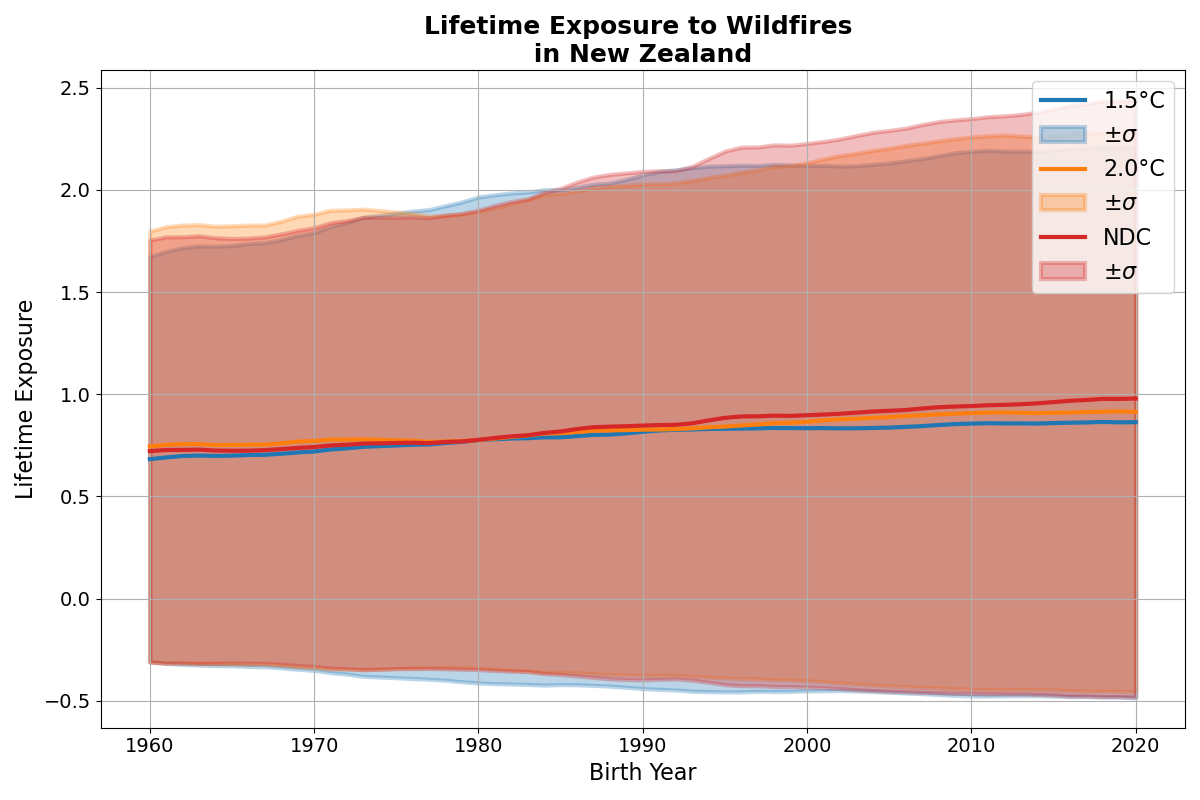 Lifetime Exposure to Wildfires
in New Zealand
Lifetime Exposure
2.5
2.0
1.5
1.0
0.5
0.0
−0.5
1.5°C
±σ
2.0°C
±σ
NDC
±σ
1960
1970
1980
1990
2000
2010
2020
Birth Year